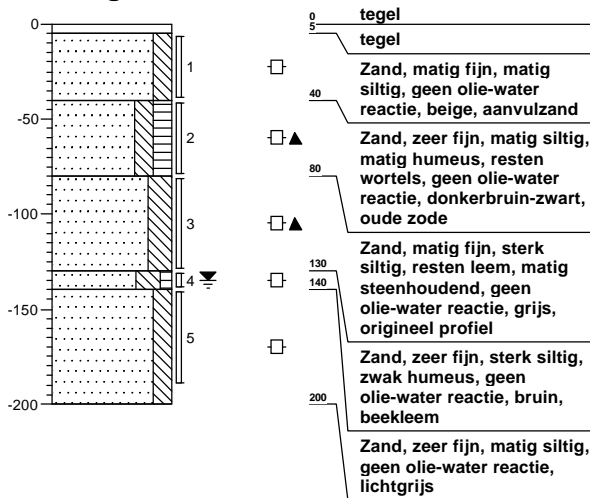 0
-50
-100
-150
-200
1
2
3
4
5
0
tegel
5
tegel
Zand, matig fijn, matig
siltig, geen olie-water
reactie, beige, aanvulzand
40
Zand, zeer fijn, matig siltig,
matig humeus, resten
wortels, geen olie-water
reactie, donkerbruin-zwart,
oude zode
80
Zand, matig fijn, sterk
siltig, resten leem, matig
steenhoudend, geen
olie-water reactie, grijs,
origineel profiel
130
Zand, zeer fijn, sterk siltig,
zwak humeus, geen
olie-water reactie, bruin,
beekleem
140
Zand, zeer fijn, matig siltig,
geen olie-water reactie,
lichtgrijs
200